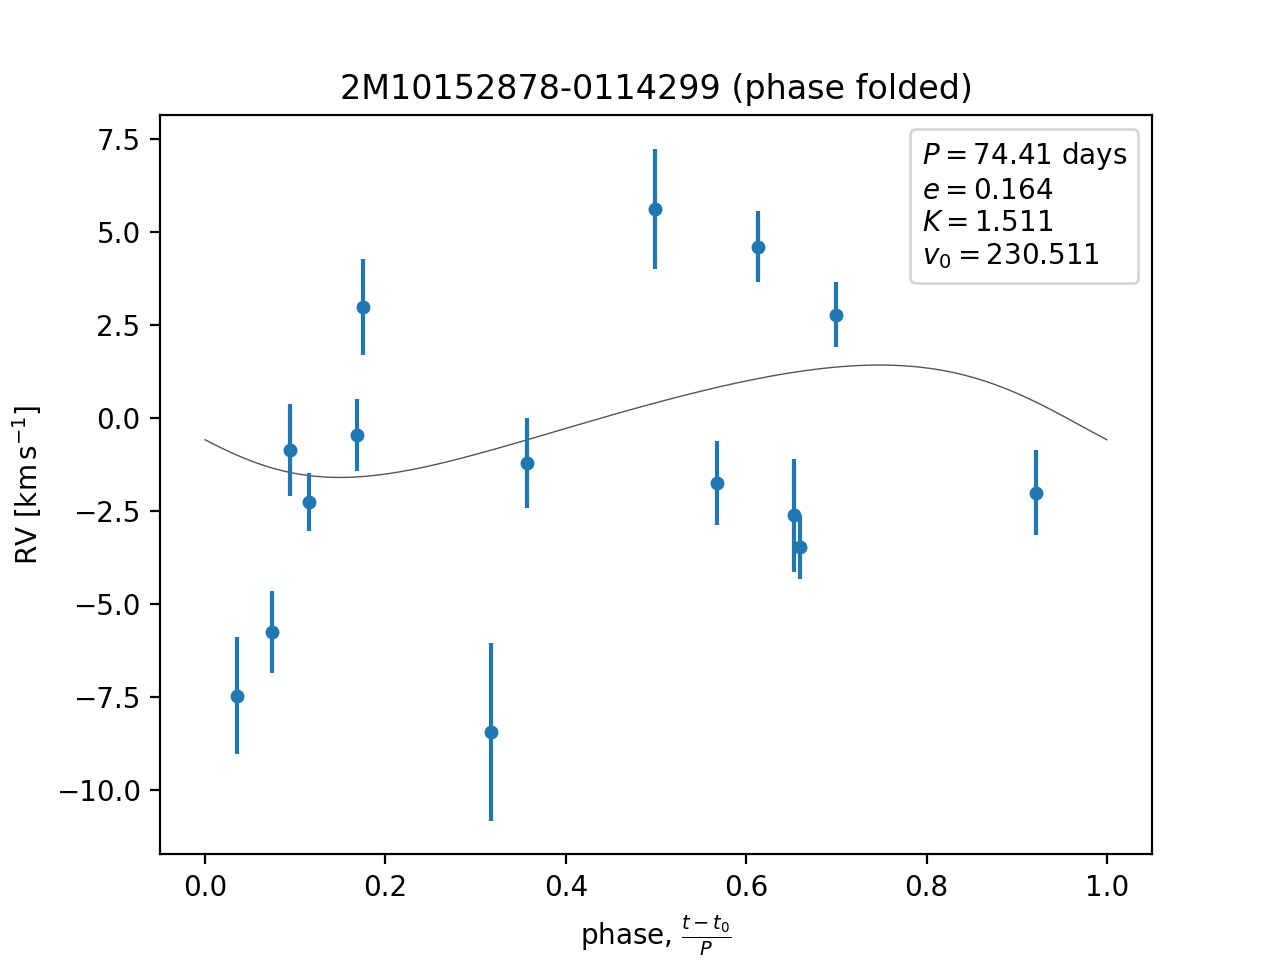 2M10152878-0114299 (phase folded)
P = 74.41 days
e = 0.164
K = 1.511
v₀ = 230.511
RV [km s⁻¹]
7.5
5.0
2.5
0.0
−2.5
−5.0
−7.5
−10.0
0.0 0.2 0.4 0.6 0.8 1.0
phase, (t − t₀)/P